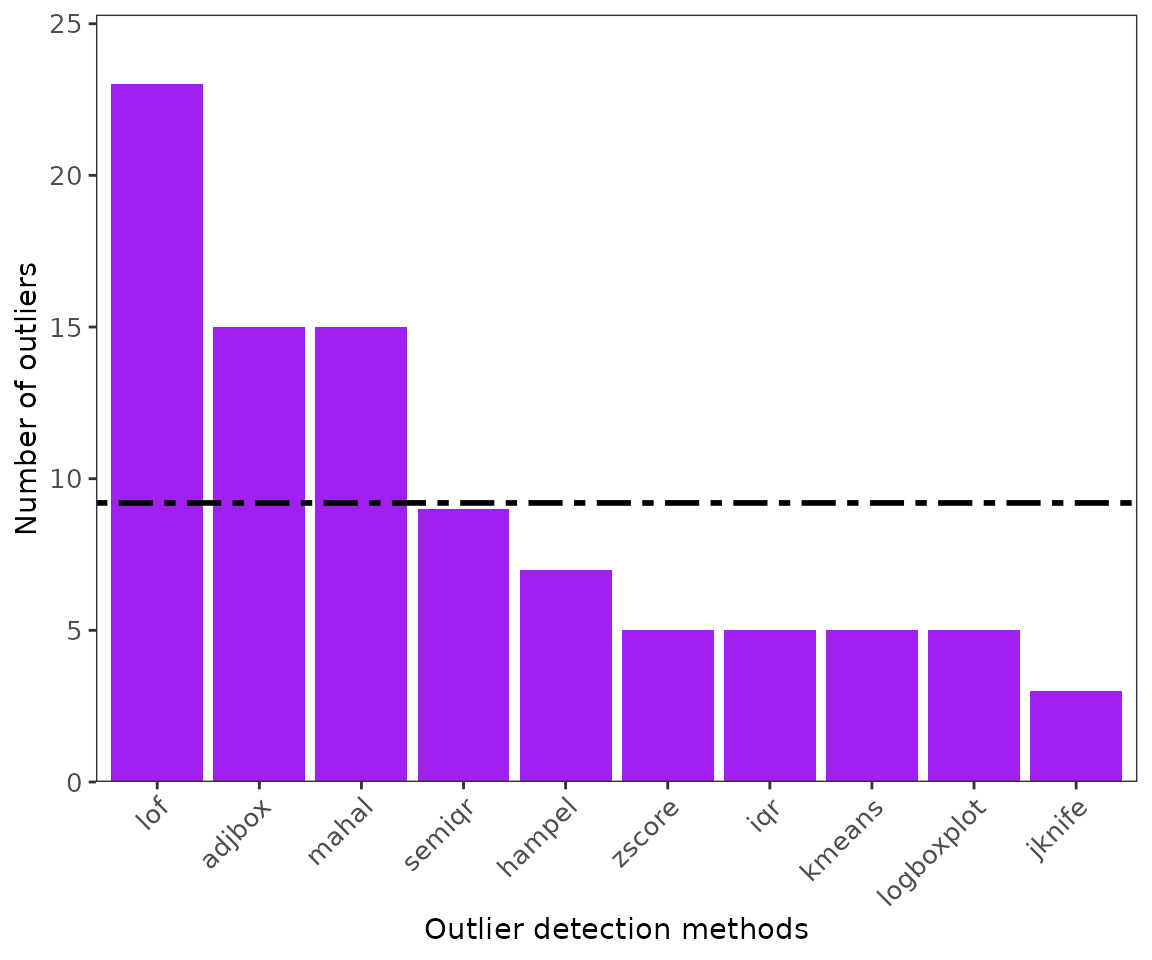 25
20
15
10
5
0
Number of outliers
lof
adjbox
mahal
semiqr
hampel
zscore
iqr
kmeans
logboxplot
jknife
Outlier detection methods